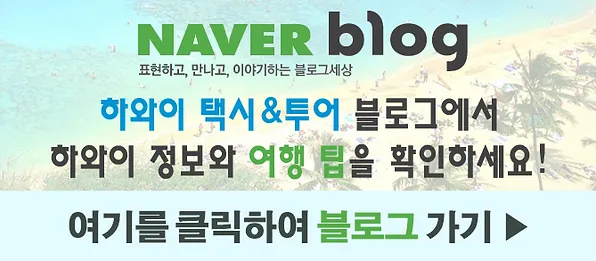 NAVER blog
표현하고, 만나고, 이야기하는 블로그세상
하와이 택시&투어 블로그에서
하와이 정보와 여행 팁을 확인하세요!
여기를 클릭하여 블로그 가기 ▶